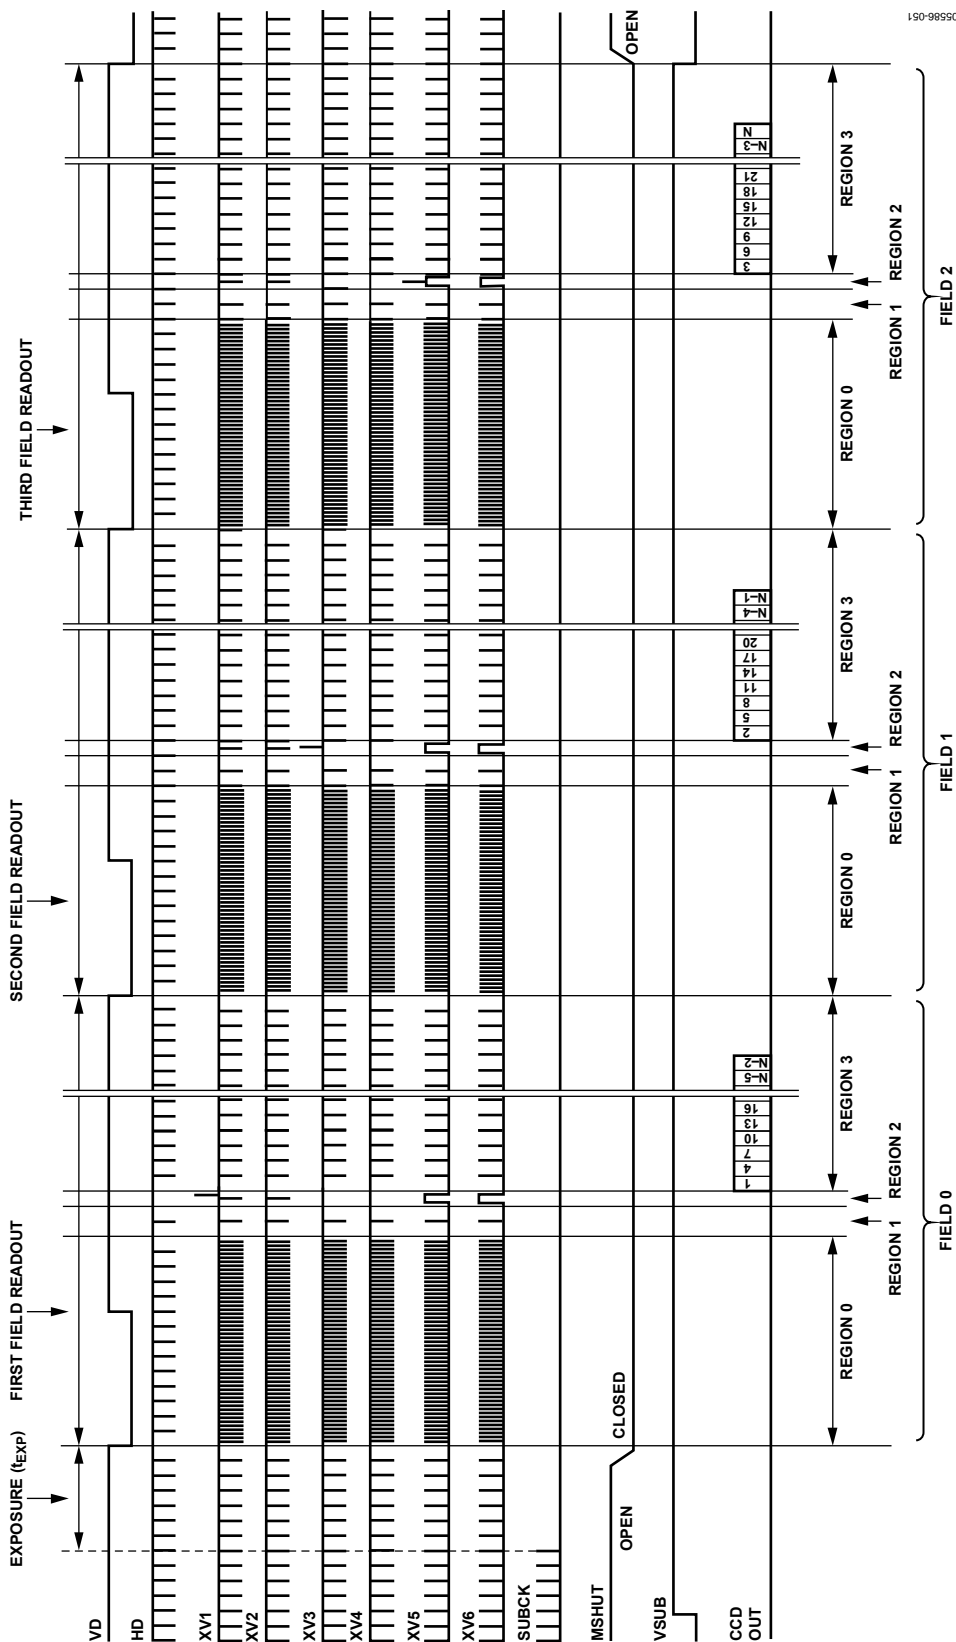 EXPOSURE (tEXP)
FIRST FIELD READOUT
SECOND FIELD READOUT
THIRD FIELD READOUT
VD
HD
XV1
XV2
XV3
XV4
XV5
XV6
SUBCK
MSHUT
OPEN
CLOSED
OPEN
VSUB
CCD
OUT
1
4
7
10
13
16
N–5
N–2
2
5
8
11
14
17
20
N–4
N–1
3
6
9
12
15
18
21
N–3
N
REGION 0
REGION 1
REGION 2
REGION 3
FIELD 0
REGION 0
REGION 1
REGION 2
REGION 3
FIELD 1
REGION 0
REGION 1
REGION 2
REGION 3
FIELD 2
05586-051